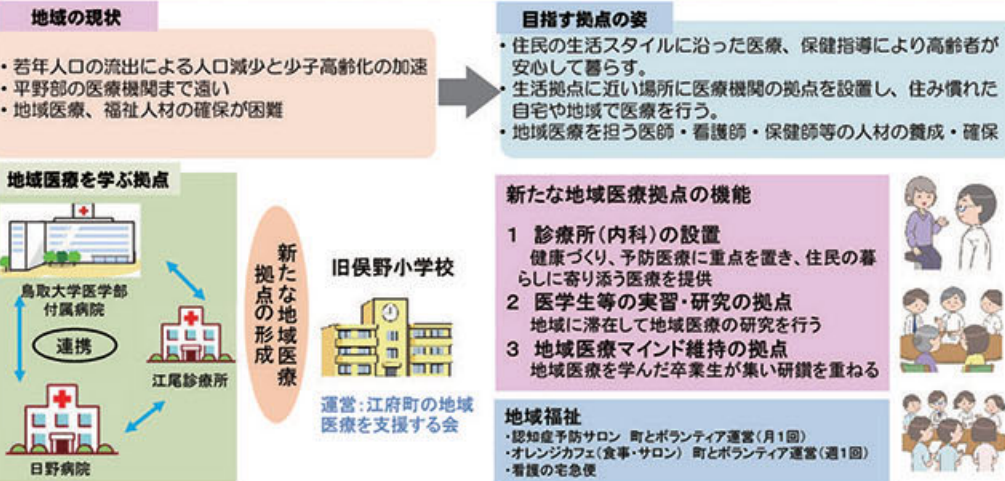 地域の現状
・若年人口の流出による人口減少と少子高齢化の加速
・平野部の医療機関まで遠い
・地域医療、福祉人材の確保が困難
目指す拠点の姿
・住民の生活スタイルに沿った医療、保健指導により高齢者が
安心して暮らす。
・生活拠点に近い場所に医療機関の拠点を設置し、住み慣れた
自宅や地域で医療を行う。
・地域医療を担う医師・看護師・保健師等の人材の養成・確保
地域医療を学ぶ拠点
鳥取大学医学部
付属病院
連携
江尾診療所
日野病院
新たな地域医療
拠点の形成
旧俣野小学校
運営:江府町の地域
医療を支援する会
新たな地域医療拠点の機能
1 診療所(内科)の設置
健康づくり、予防医療に重点を置き、住民の暮
らしに寄り添う医療を提供
2 医学生等の実習・研究の拠点
地域に滞在して地域医療の研究を行う
3 地域医療マインド維持の拠点
地域医療を学んだ卒業生が集い研鑽を重ねる
地域福祉
・認知症予防サロン 町とボランティア運営(月1回)
・オレンジカフェ(食事・サロン) 町とボランティア運営(週1回)
・看護の宅急便